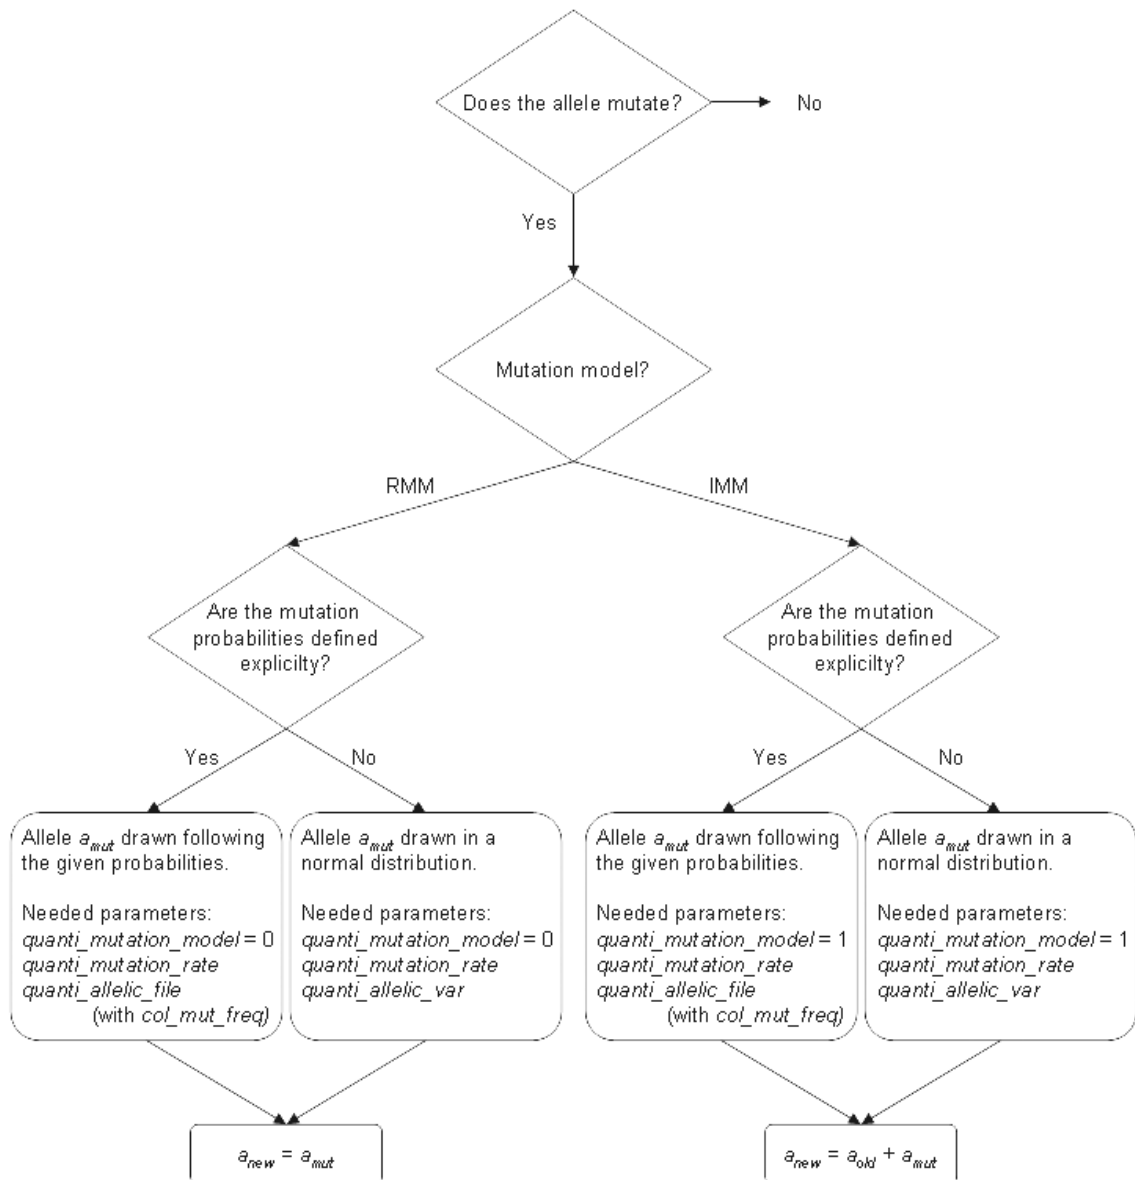 Does the allele mutate?
No
Yes
Mutation model?
RMM
IMM
Are the mutation
probabilities defined
explicilty?
Are the mutation
probabilities defined
explicilty?
Yes
No
Yes
No
Allele a_mut drawn following
the given probabilities.
Needed parameters:
quanti_mutation_model = 0
quanti_mutation_rate
quanti_allelic_file
(with col_mut_freq)
Allele a_mut drawn in a
normal distribution.
Needed parameters:
quanti_mutation_model = 0
quanti_mutation_rate
quanti_allelic_var
Allele a_mut drawn following
the given probabilities.
Needed parameters:
quanti_mutation_model = 1
quanti_mutation_rate
quanti_allelic_file
(with col_mut_freq)
Allele a_mut drawn in a
normal distribution.
Needed parameters:
quanti_mutation_model = 1
quanti_mutation_rate
quanti_allelic_var
a_new = a_mut
a_new = a_old + a_mut